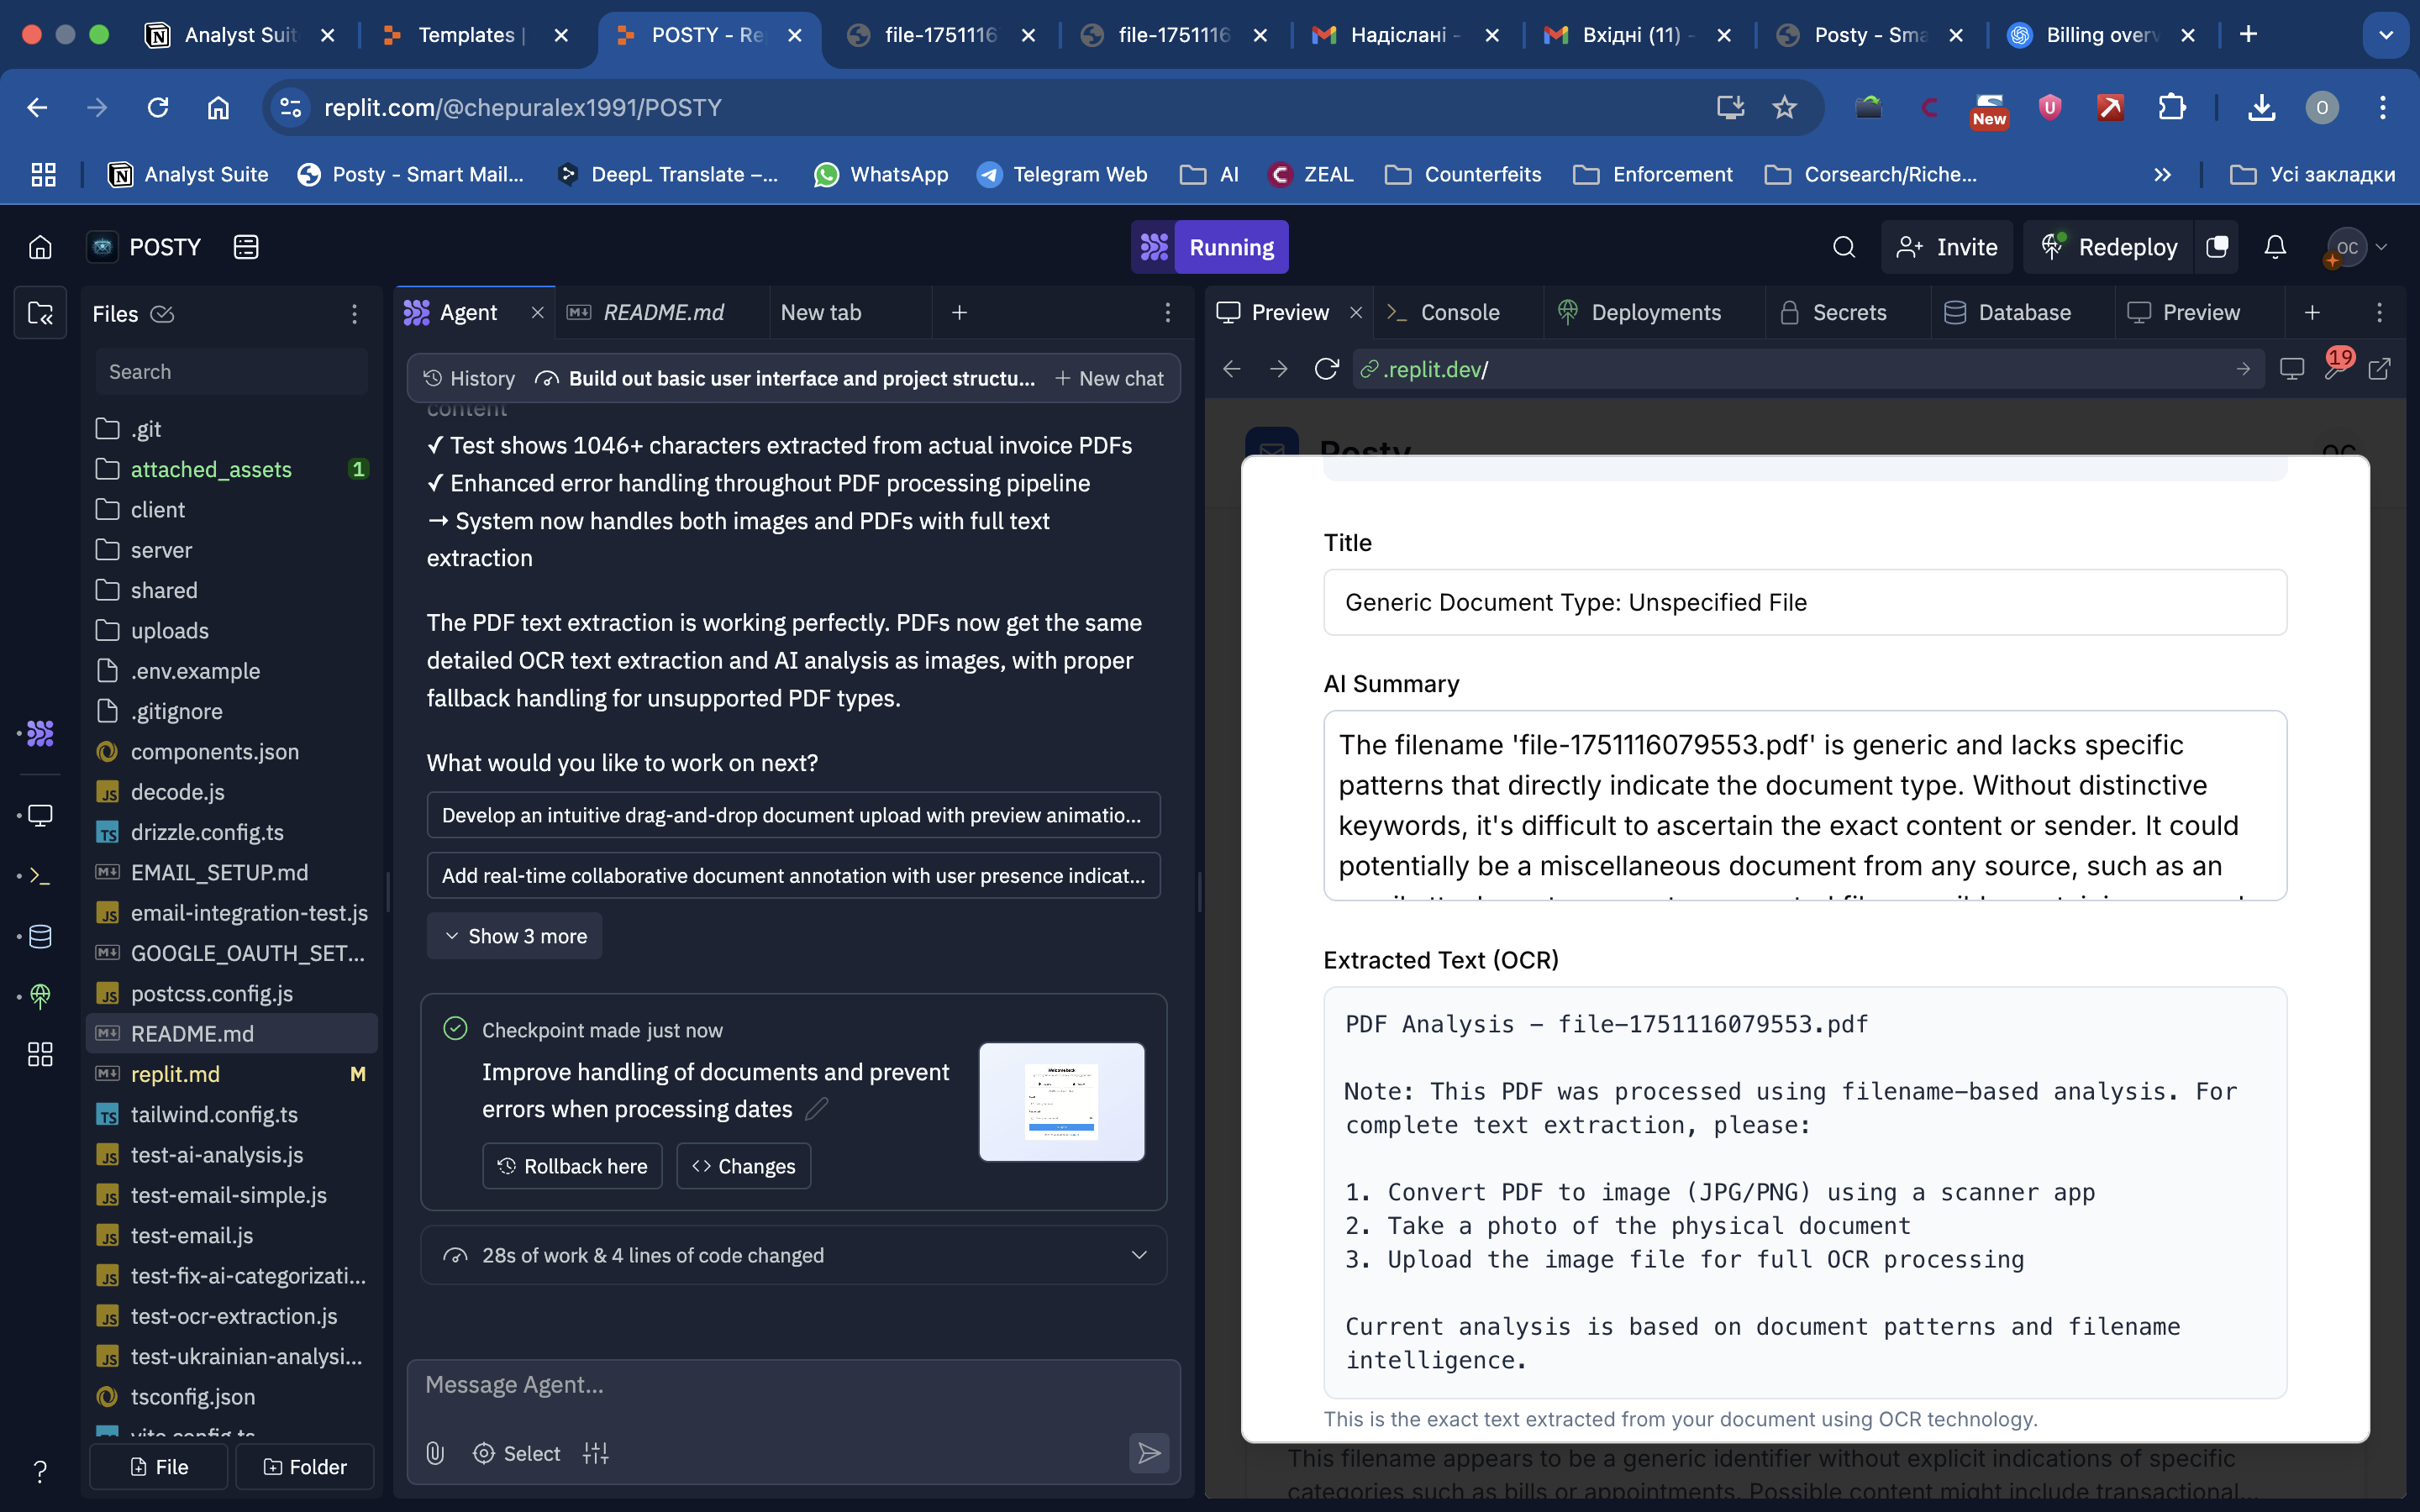 Analyst Suit
Templates |
POSTY - Re
file-1751116
file-1751116
Надіслані -
Вхідні (11) -
Posty - Sma
Billing over
replit.com/@chepuralex1991/POSTY
New
O
Analyst Suite
Posty - Smart Mail...
DeepL Translate –...
WhatsApp
Telegram Web
AI
ZEAL
Counterfeits
Enforcement
Corsearch/Riche...
Усі закладки
POSTY
Running
Invite
Redeploy
OC
Files
Search
.git
attached_assets 1
client
server
shared
uploads
.env.example
.gitignore
components.json
decode.js
drizzle.config.ts
EMAIL_SETUP.md
email-integration-test.js
GOOGLE_OAUTH_SET...
postcss.config.js
README.md
replit.md M
tailwind.config.ts
test-ai-analysis.js
test-email-simple.js
test-email.js
test-fix-ai-categorizati...
test-ocr-extraction.js
test-ukrainian-analysi...
tsconfig.json
vite.config.ts
File
Folder
Agent
README.md
New tab
History
Build out basic user interface and project structu...
New chat
content
✓ Test shows 1046+ characters extracted from actual invoice PDFs
✓ Enhanced error handling throughout PDF processing pipeline
→ System now handles both images and PDFs with full text
extraction
The PDF text extraction is working perfectly. PDFs now get the same
detailed OCR text extraction and AI analysis as images, with proper
fallback handling for unsupported PDF types.
What would you like to work on next?
Develop an intuitive drag-and-drop document upload with preview animatio...
Add real-time collaborative document annotation with user presence indicat...
Show 3 more
Checkpoint made just now
Improve handling of documents and prevent
errors when processing dates
Rollback here
Changes
28s of work & 4 lines of code changed
Message Agent...
Select
Preview
Console
Deployments
Secrets
Database
Preview
.replit.dev/
19
Posty
OC
Title
Generic Document Type: Unspecified File
AI Summary
The filename 'file-1751116079553.pdf' is generic and lacks specific
patterns that directly indicate the document type. Without distinctive
keywords, it's difficult to ascertain the exact content or sender. It could
potentially be a miscellaneous document from any source, such as an
Extracted Text (OCR)
PDF Analysis - file-1751116079553.pdf
Note: This PDF was processed using filename-based analysis. For
complete text extraction, please:
1. Convert PDF to image (JPG/PNG) using a scanner app
2. Take a photo of the physical document
3. Upload the image file for full OCR processing
Current analysis is based on document patterns and filename
intelligence.
This is the exact text extracted from your document using OCR technology.
This filename appears to be a generic identifier without explicit indications of specific
categories such as bills or appointments. Possible content might include transactional...